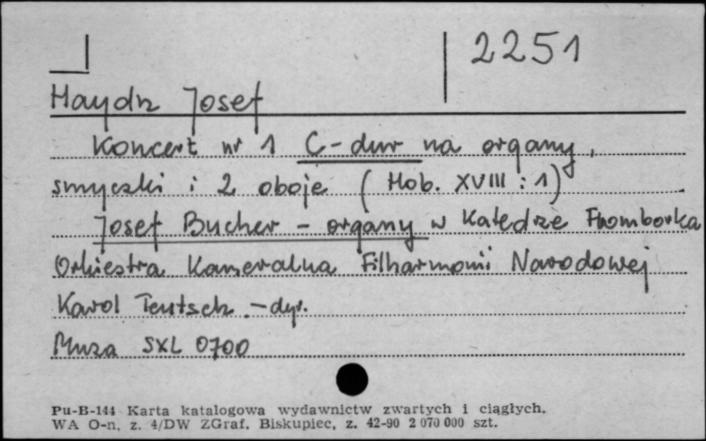 2251
Haydn Josef
Koncert nr 1 C-dur na organy,
smyczki i 2 oboje (Hob. XVIII : 1)
Josef Bucher - organy w Katedrze Fromborka
Orkiestra Kameralna Filharmonii Narodowej
Karol Teutsch - dyr.
Muza SXL 0700
Pu-B-144 Karta katalogowa wydawnictw zwartych i ciągłych.
WA O-n, z. 4/DW ZGraf. Biskupiec, z. 42-90 2 070 000 szt.